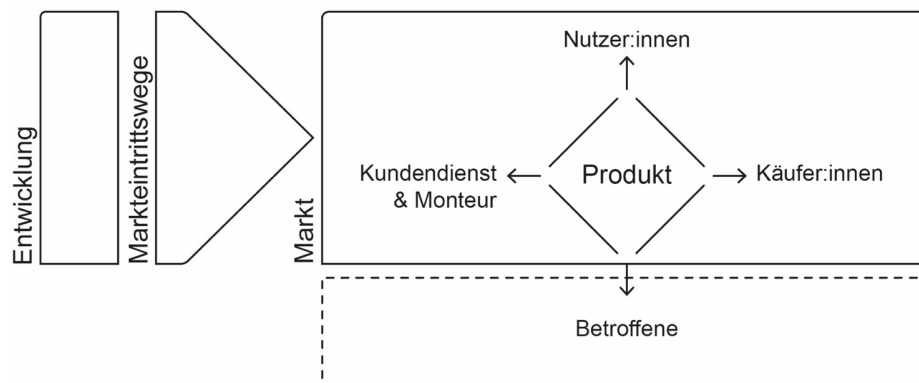 Entwicklung
Markteintrittswege
Markt
Nutzer:innen
Kundendienst
& Monteur
Produkt
Käufer:innen
Betroffene